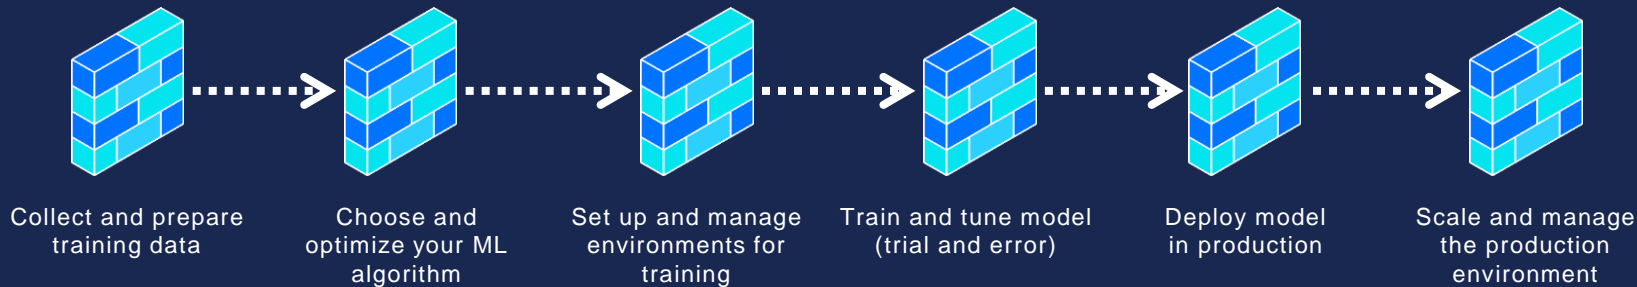 Collect and prepare
training data
Choose and
optimize your ML
algorithm
Set up and manage
environments for
training
Train and tune model
(trial and error)
Deploy model
in production
Scale and manage
the production
environment